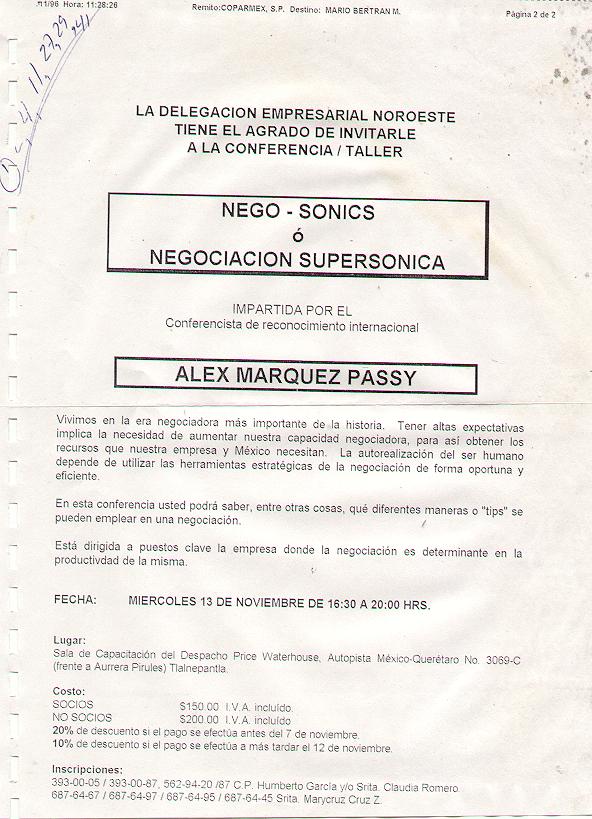 11/96 Hora: 11:28:26 Remito:COPARMEX, S.P. Destino: MARIO BERTRAN M. Página 2 de 2
LA DELEGACION EMPRESARIAL NOROESTE
TIENE EL AGRADO DE INVITARLE
A LA CONFERENCIA / TALLER
NEGO - SONICS
ó
NEGOCIACION SUPERSONICA
IMPARTIDA POR EL
Conferencista de reconocimiento internacional
ALEX MARQUEZ PASSY
Vivimos en la era negociadora más importante de la historia. Tener altas expectativas
implica la necesidad de aumentar nuestra capacidad negociadora, para así obtener los
recursos que nuestra empresa y México necesitan. La autorealización del ser humano
depende de utilizar las herramientas estratégicas de la negociación de forma oportuna y
eficiente.
En esta conferencia usted podrá saber, entre otras cosas, qué diferentes maneras o "tips" se
pueden emplear en una negociación.
Está dirigida a puestos clave la empresa donde la negociación es determinante en la
productivdad de la misma.
FECHA: MIERCOLES 13 DE NOVIEMBRE DE 16:30 A 20:00 HRS.
Lugar:
Sala de Capacitación del Despacho Price Waterhouse, Autopista México-Querétaro No. 3069-C
(frente a Aurrera Pirules) Tlalnepantla.
Costo:
SOCIOS $150.00 I.V.A. incluído.
NO SOCIOS $200.00 I.V.A. incluído
20% de descuento si el pago se efectúa antes del 7 de noviembre.
10% de descuento si el pago se efectúa a más tardar el 12 de noviembre.
Inscripciones:
393-00-05 / 393-00-87, 562-94-20 /87 C.P. Humberto García y/o Srita. Claudia Romero.
687-64-67 / 687-64-97 / 687-64-95 / 687-64-45 Srita. Marycruz Cruz Z.